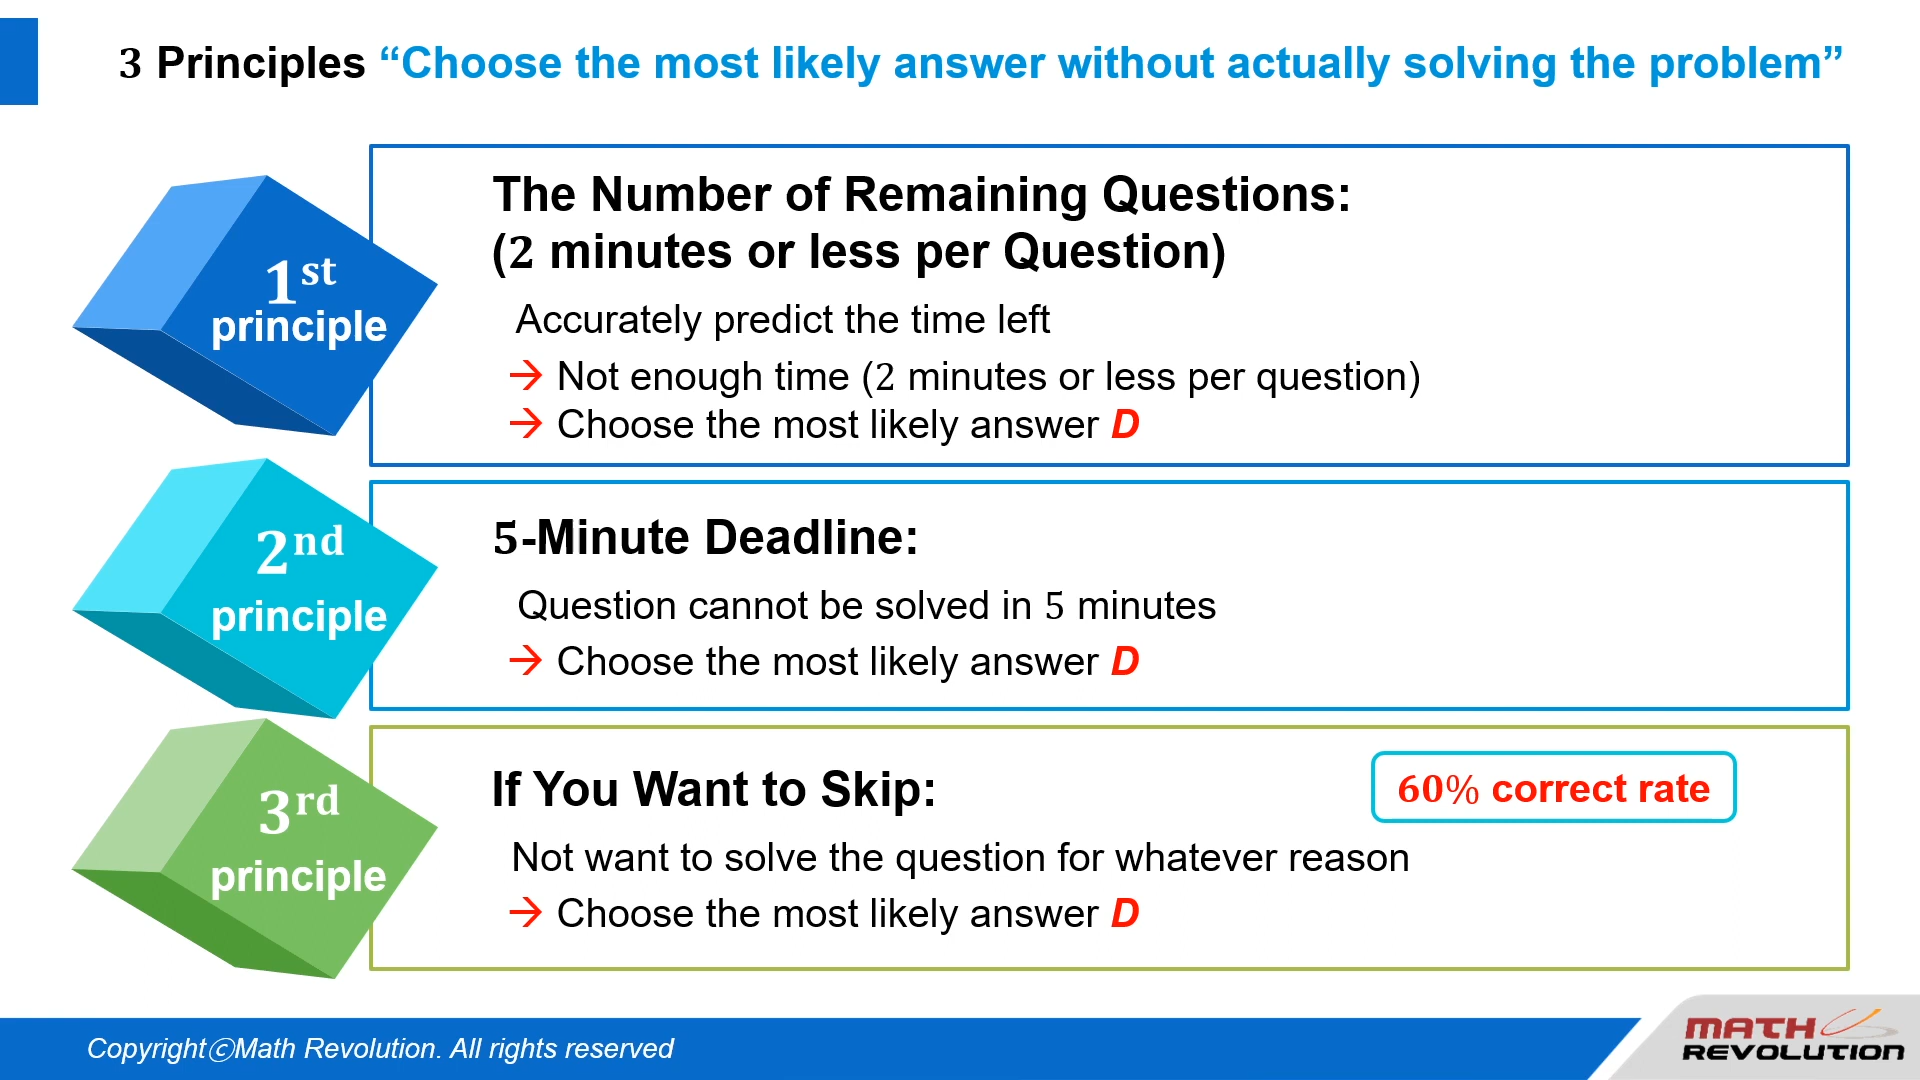 3 Principles “Choose the most likely answer without actually solving the problem”
1st
principle
The Number of Remaining Questions:
(2 minutes or less per Question)
Accurately predict the time left
→ Not enough time (2 minutes or less per question)
→ Choose the most likely answer D
2nd
principle
5-Minute Deadline:
Question cannot be solved in 5 minutes
→ Choose the most likely answer D
3rd
principle
If You Want to Skip:
60% correct rate
Not want to solve the question for whatever reason
→ Choose the most likely answer D
CopyrightⓒMath Revolution. All rights reserved
MATH
REVOLUTION